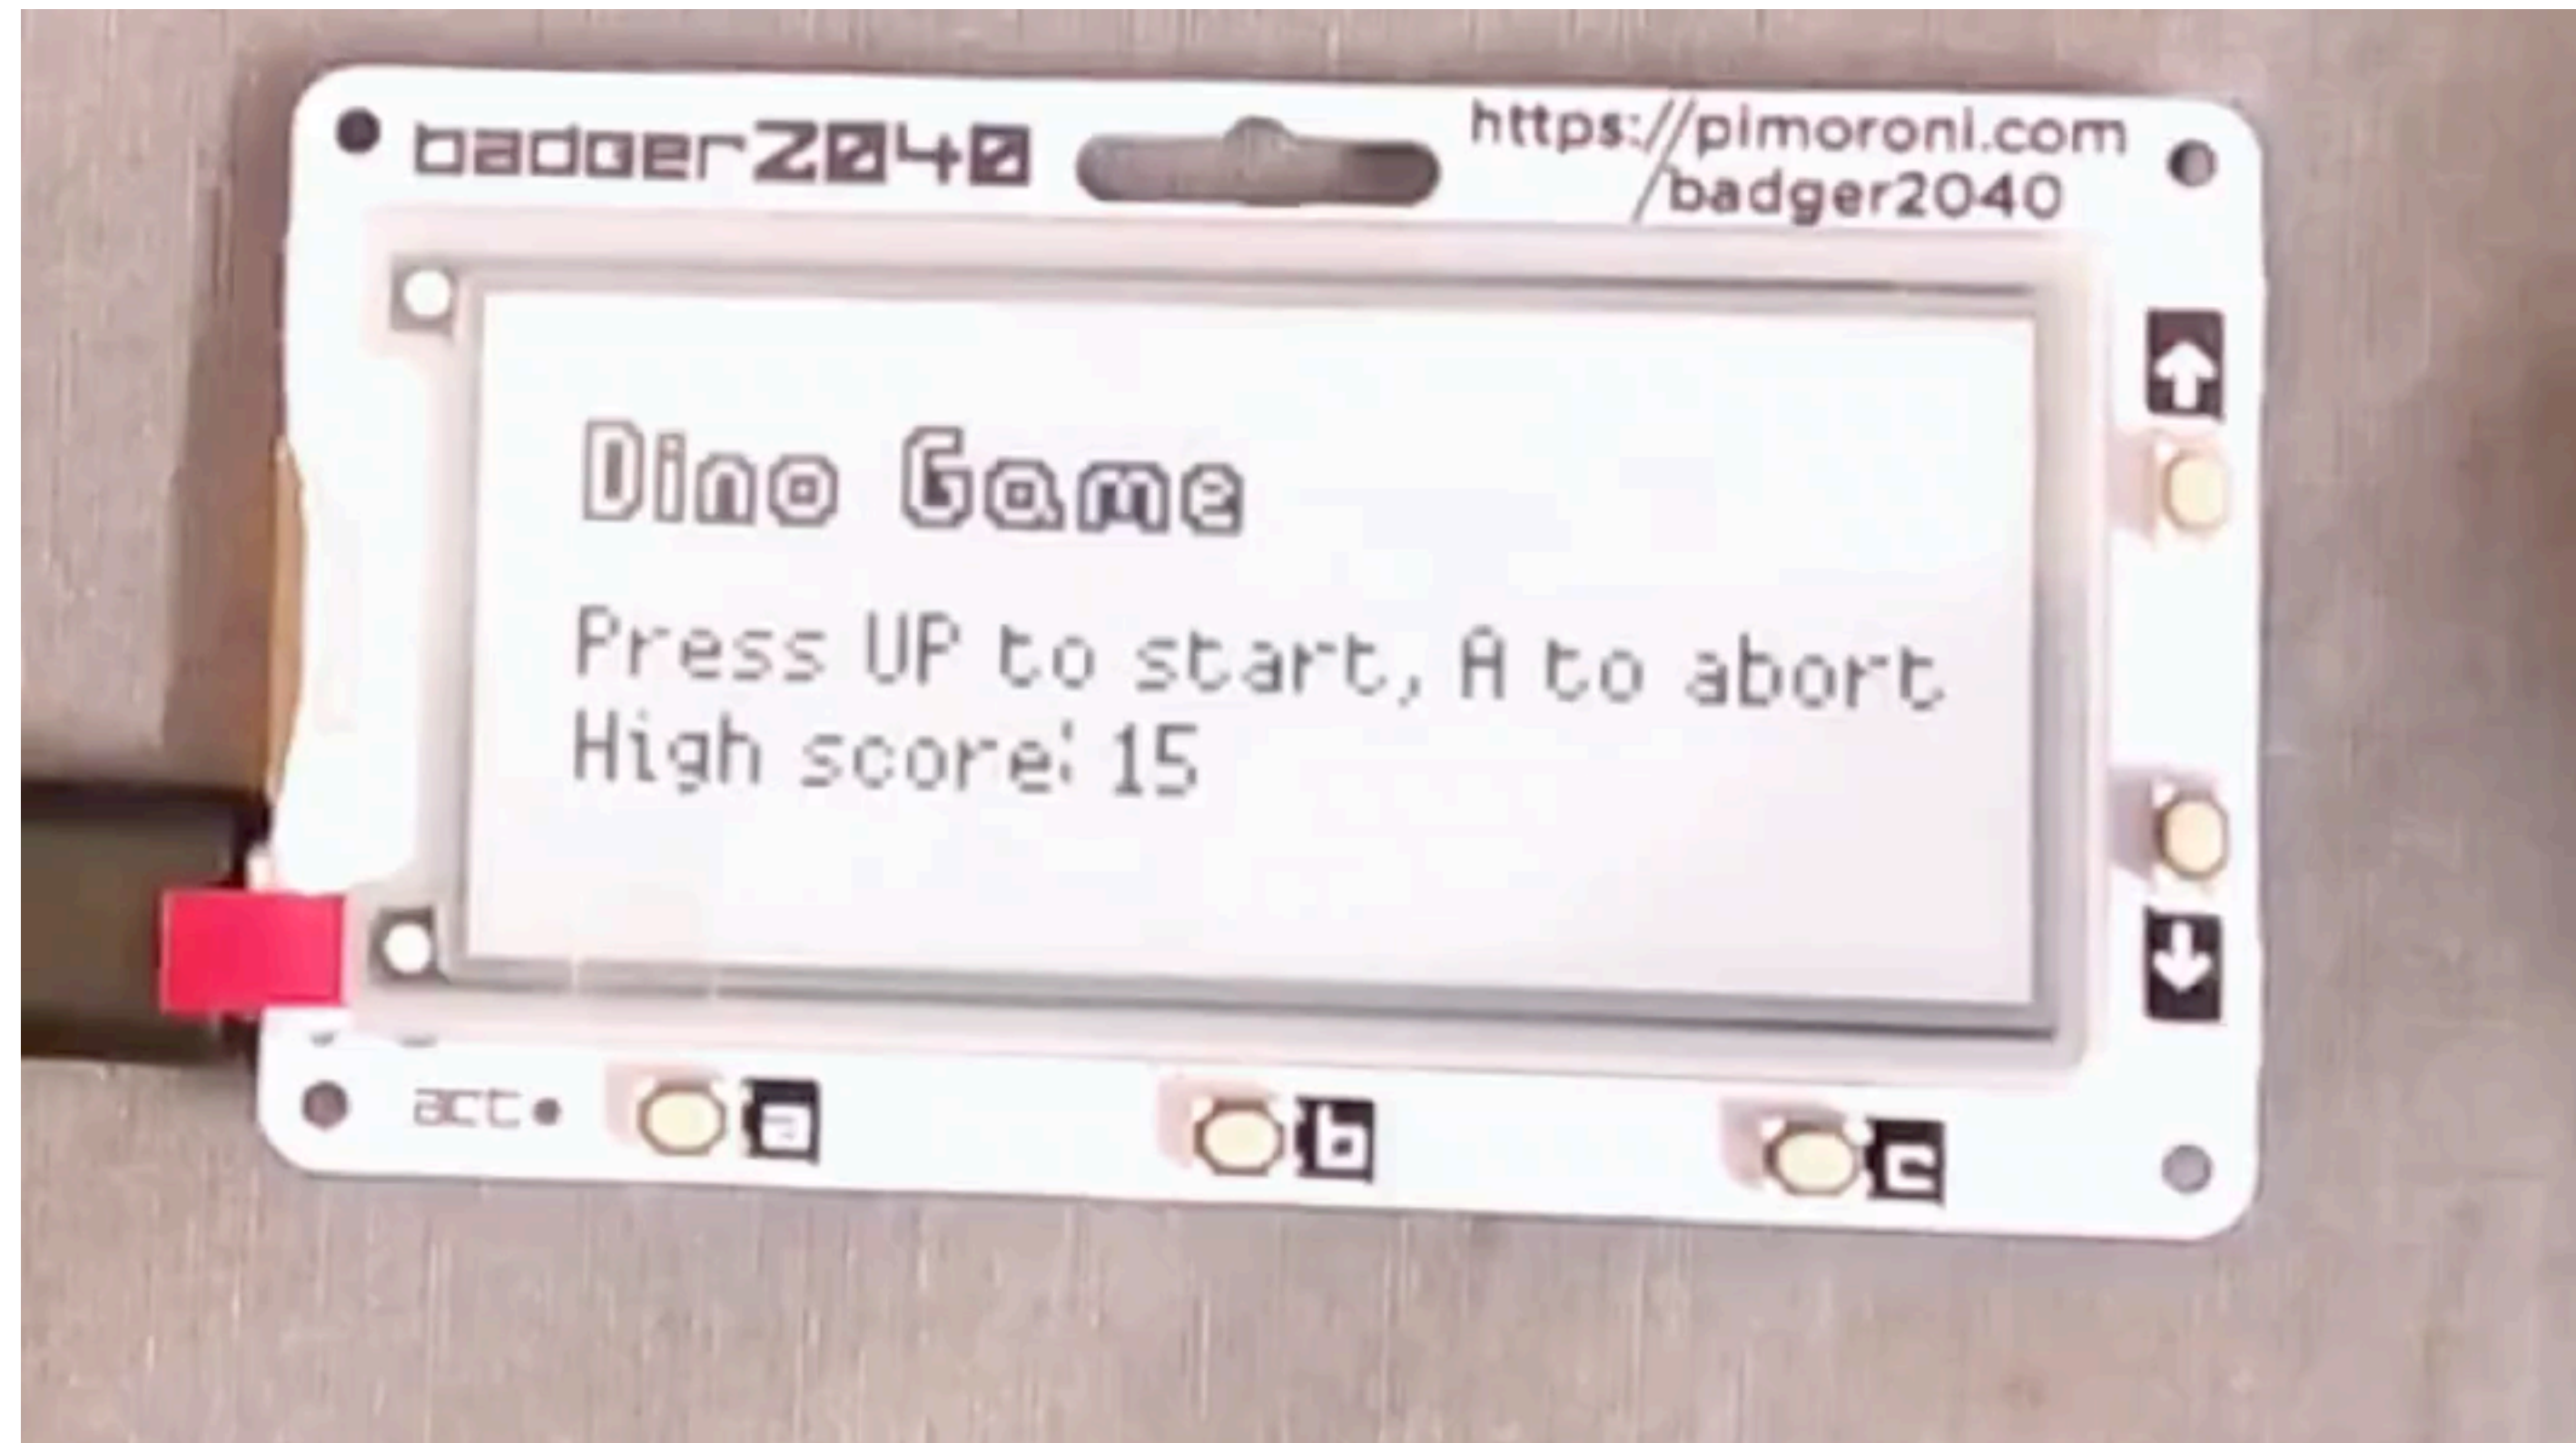 badger2040
https://pimoroni.com
/badger2040
Dino Game
Press UP to start, A to abort
High score: 15
act
a
b
c